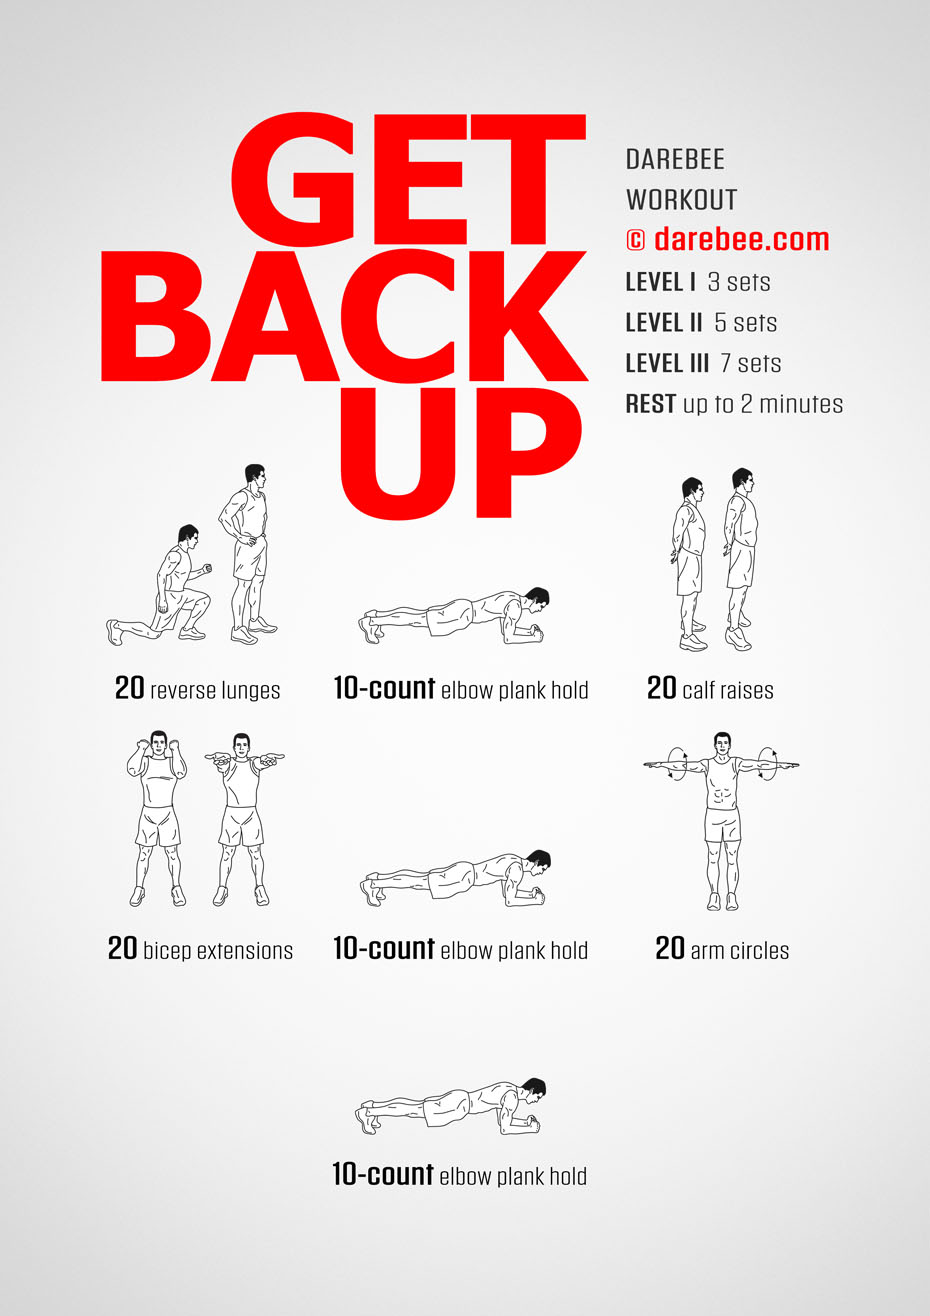 GET
BACK
UP
DAREBEE
WORKOUT
© darebee.com
LEVEL I 3 sets
LEVEL II 5 sets
LEVEL III 7 sets
REST up to 2 minutes
20 reverse lunges
10-count elbow plank hold
20 calf raises
20 bicep extensions
10-count elbow plank hold
20 arm circles
10-count elbow plank hold